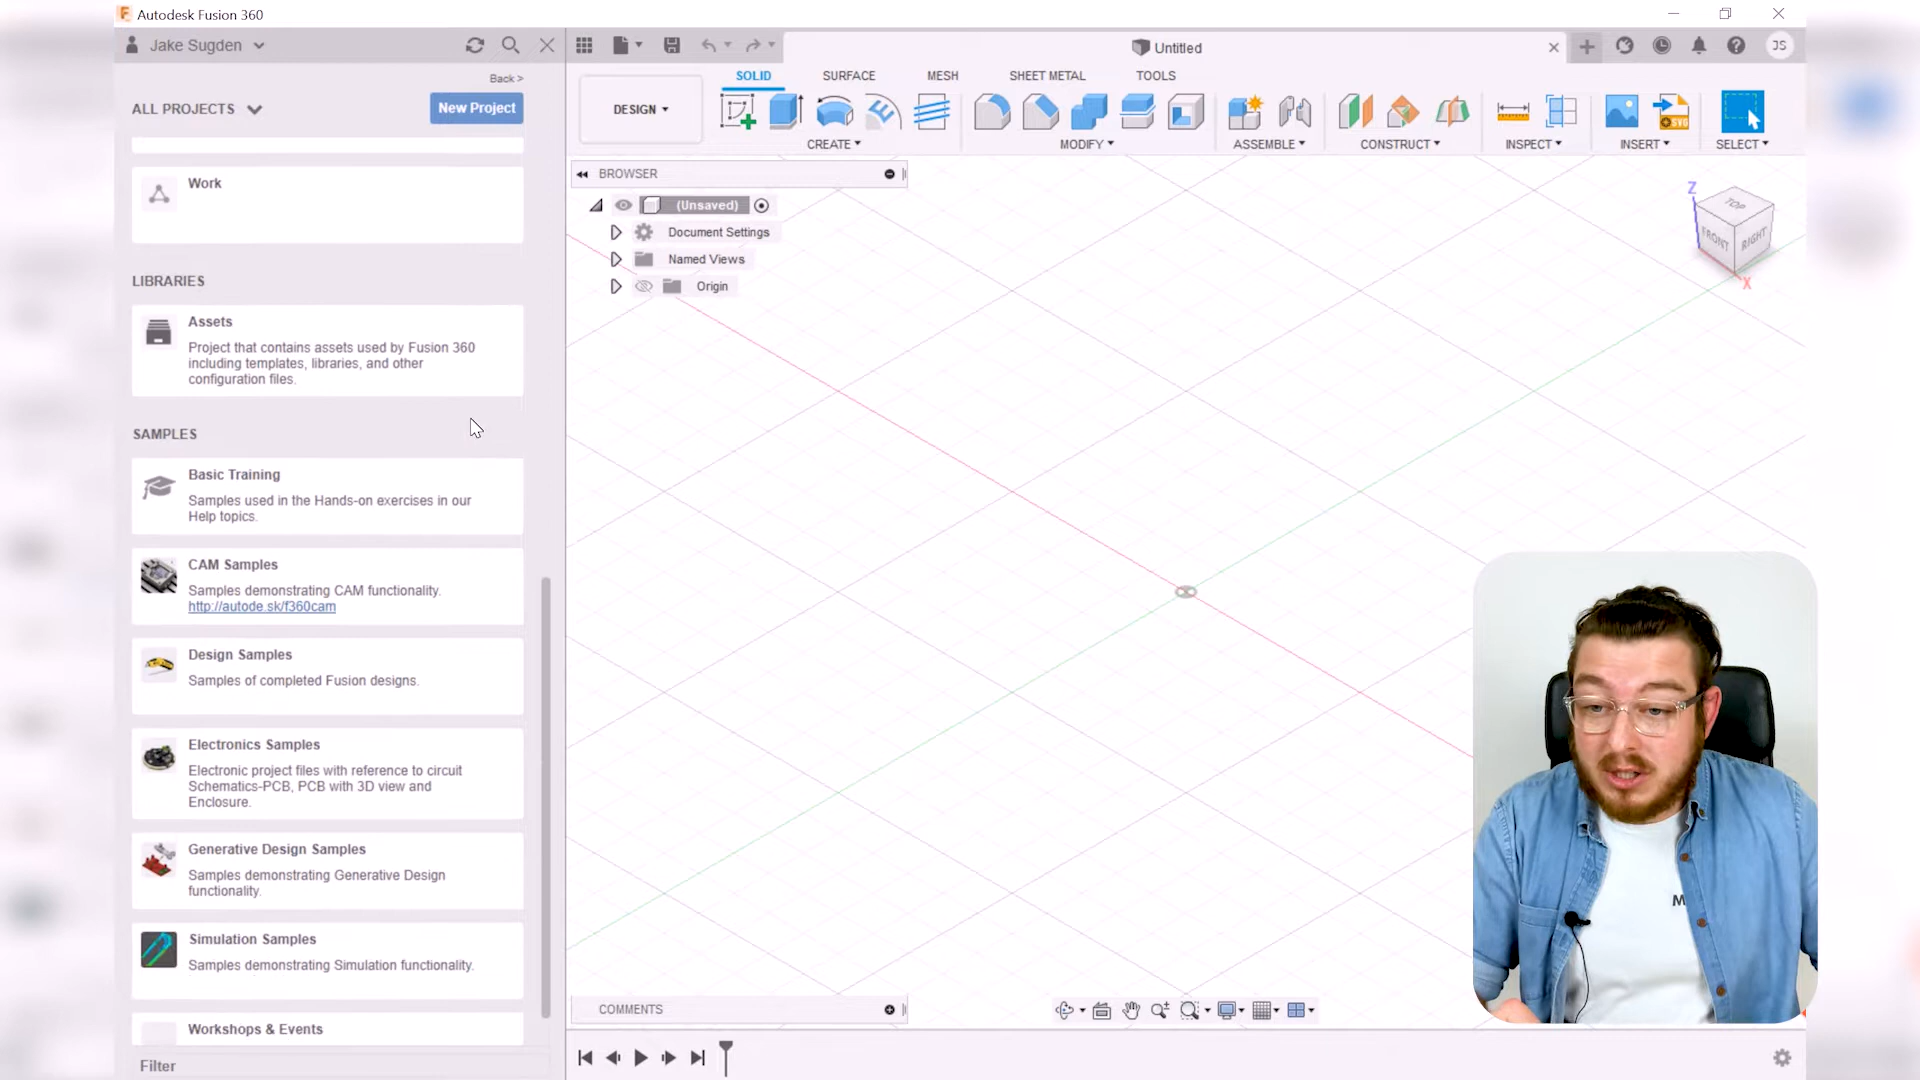 Autodesk Fusion 360
Jake Sugden
Untitled
JS
Back >
ALL PROJECTS
New Project
Work
LIBRARIES
Assets
Project that contains assets used by Fusion 360
including templates, libraries, and other
configuration files.
SAMPLES
Basic Training
Samples used in the Hands-on exercises in our
Help topics.
CAM Samples
Samples demonstrating CAM functionality.
http://autode.sk/f360cam
Design Samples
Samples of completed Fusion designs.
Electronics Samples
Electronic project files with reference to circuit
Schematics-PCB, PCB with 3D view and
Enclosure.
Generative Design Samples
Samples demonstrating Generative Design
functionality.
Simulation Samples
Samples demonstrating Simulation functionality.
Workshops & Events
Filter
DESIGN
SOLID
SURFACE
MESH
SHEET METAL
TOOLS
SVG
CREATE
MODIFY
ASSEMBLE
CONSTRUCT
INSPECT
INSERT
SELECT
BROWSER
(Unsaved)
Document Settings
Named Views
Origin
Z
TOP
FRONT
RIGHT
X
M
COMMENTS